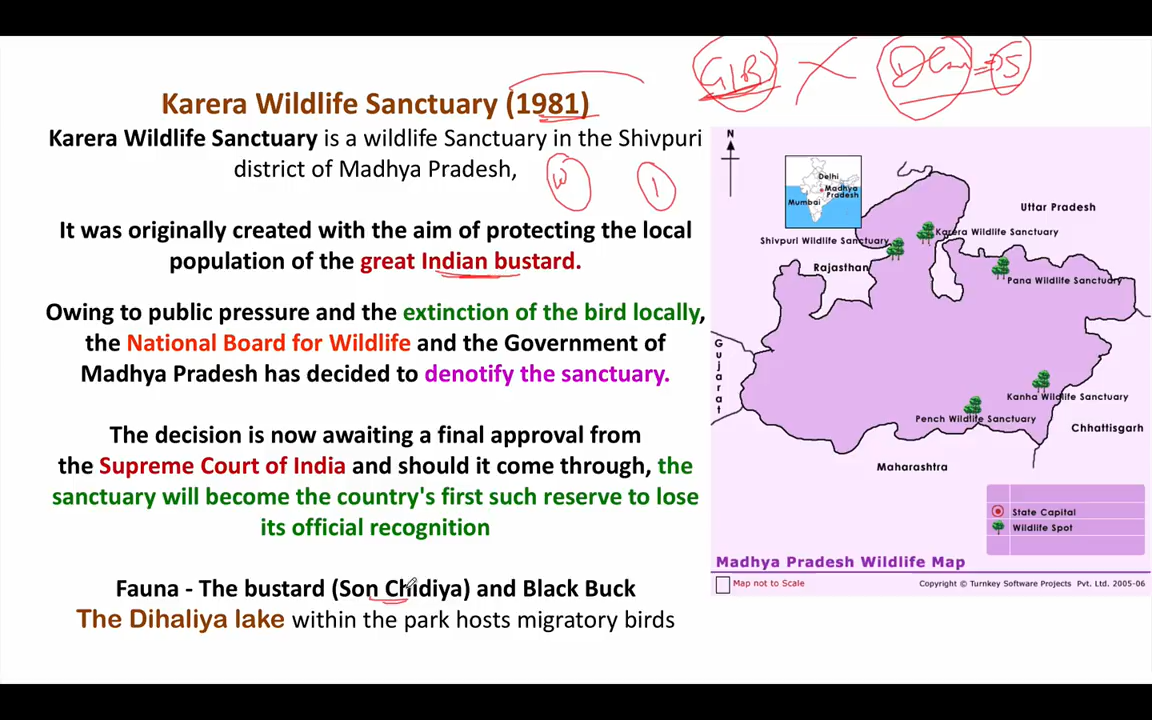 Karera Wildlife Sanctuary (1981)
Karera Wildlife Sanctuary is a wildlife Sanctuary in the Shivpuri
district of Madhya Pradesh,
It was originally created with the aim of protecting the local
population of the great Indian bustard.
Owing to public pressure and the extinction of the bird locally,
the National Board for Wildlife and the Government of
Madhya Pradesh has decided to denotify the sanctuary.
The decision is now awaiting a final approval from
the Supreme Court of India and should it come through, the
sanctuary will become the country's first such reserve to lose
its official recognition
Fauna - The bustard (Son Chidiya) and Black Buck
The Dihaliya lake within the park hosts migratory birds
GIB
W
1
N
Delhi
Madhya
Pradesh
Mumbai
Uttar Pradesh
Karera Wildlife Sanctuary
Shivpuri Wildlife Sanctuary
Rajasthan
Pana Wildlife Sanctuary
Gujarat
Kanha Wildlife Sanctuary
Pench Wildlife Sanctuary
Chhattisgarh
Maharashtra
State Capital
Wildlife Spot
Madhya Pradesh Wildlife Map
Map not to Scale
Copyright © Turnkey Software Projects Pvt. Ltd. 2005-06